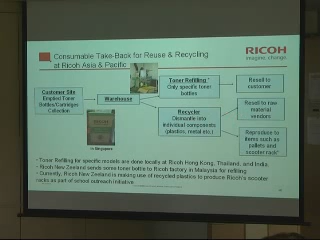 Consumable Take-Back for Reuse & Recycling
at Ricoh Asia & Pacific
RICOH
imagine. change.
Toner Refilling *
Only specific toner
bottles
Resell to
customer
Customer Site
Emptied Toner
Bottles/Cartridges
Collection
Warehouse
Recycler
Dismantle into
individual components
(plastics, metal etc.)
Resell to raw
material
vendors
Reproduce to
items such as
pallets and
scooter rack*
In Singapore
• Toner Refilling for specific models are done locally at Ricoh Hong Kong, Thailand, and India.
• Ricoh New Zealand sends some toner bottle to Ricoh factory in Malaysia for refilling
• Currently, Ricoh New Zealand is making use of recycled plastics to produce Ricoh's scooter
racks as part of school outreach initiative